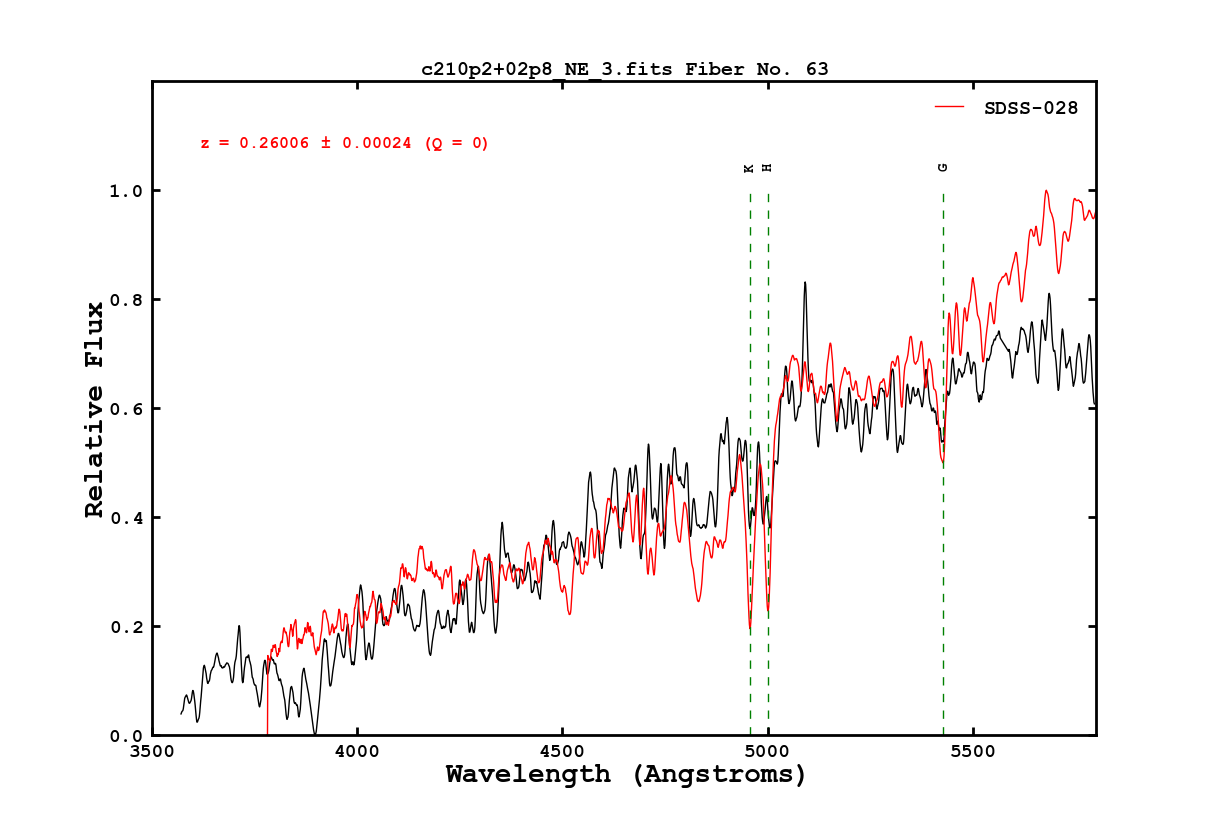 c210p2+02p8_NE_3.fits Fiber No. 63
SDSS-028
z = 0.26006 ± 0.00024 (Q = 0)
K H G
1.0
0.8
0.6
0.4
0.2
0.0
Relative Flux
3500 4000 4500 5000 5500
Wavelength (Angstroms)